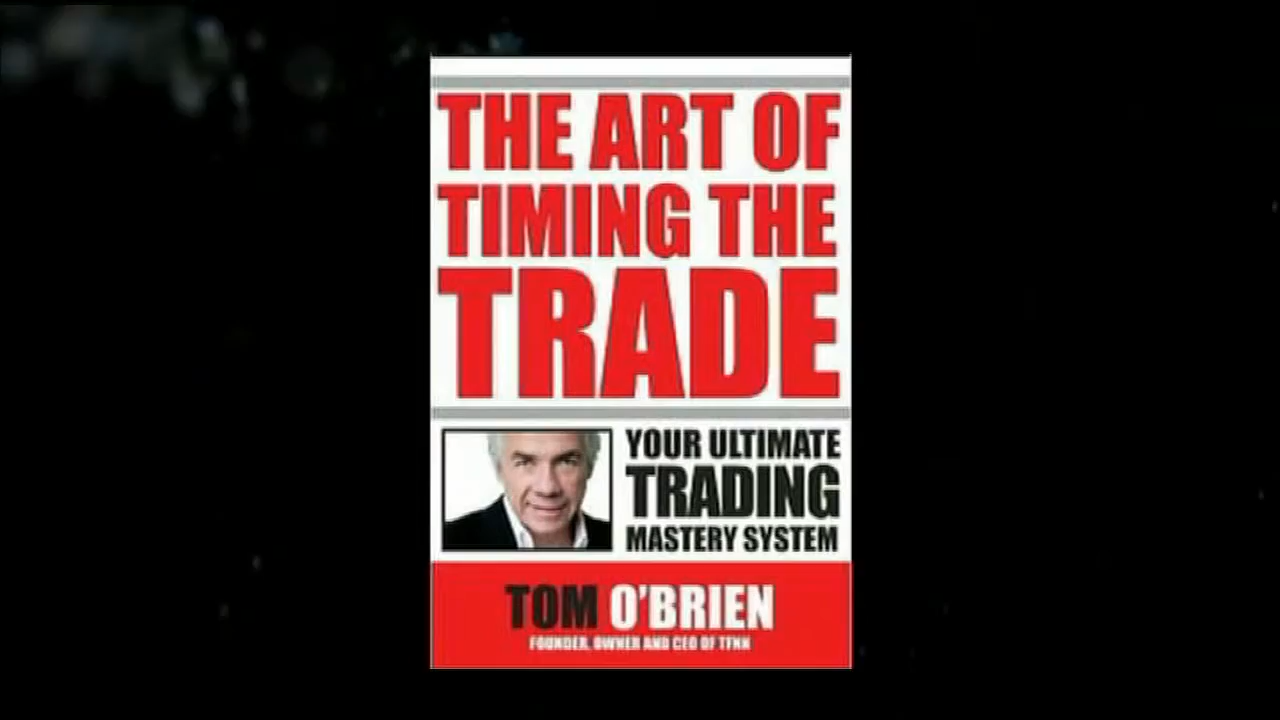 THE ART OF
TIMING THE
TRADE
YOUR ULTIMATE
TRADING
MASTERY SYSTEM
TOM O'BRIEN
FOUNDER, OWNER AND CEO OF TFNN